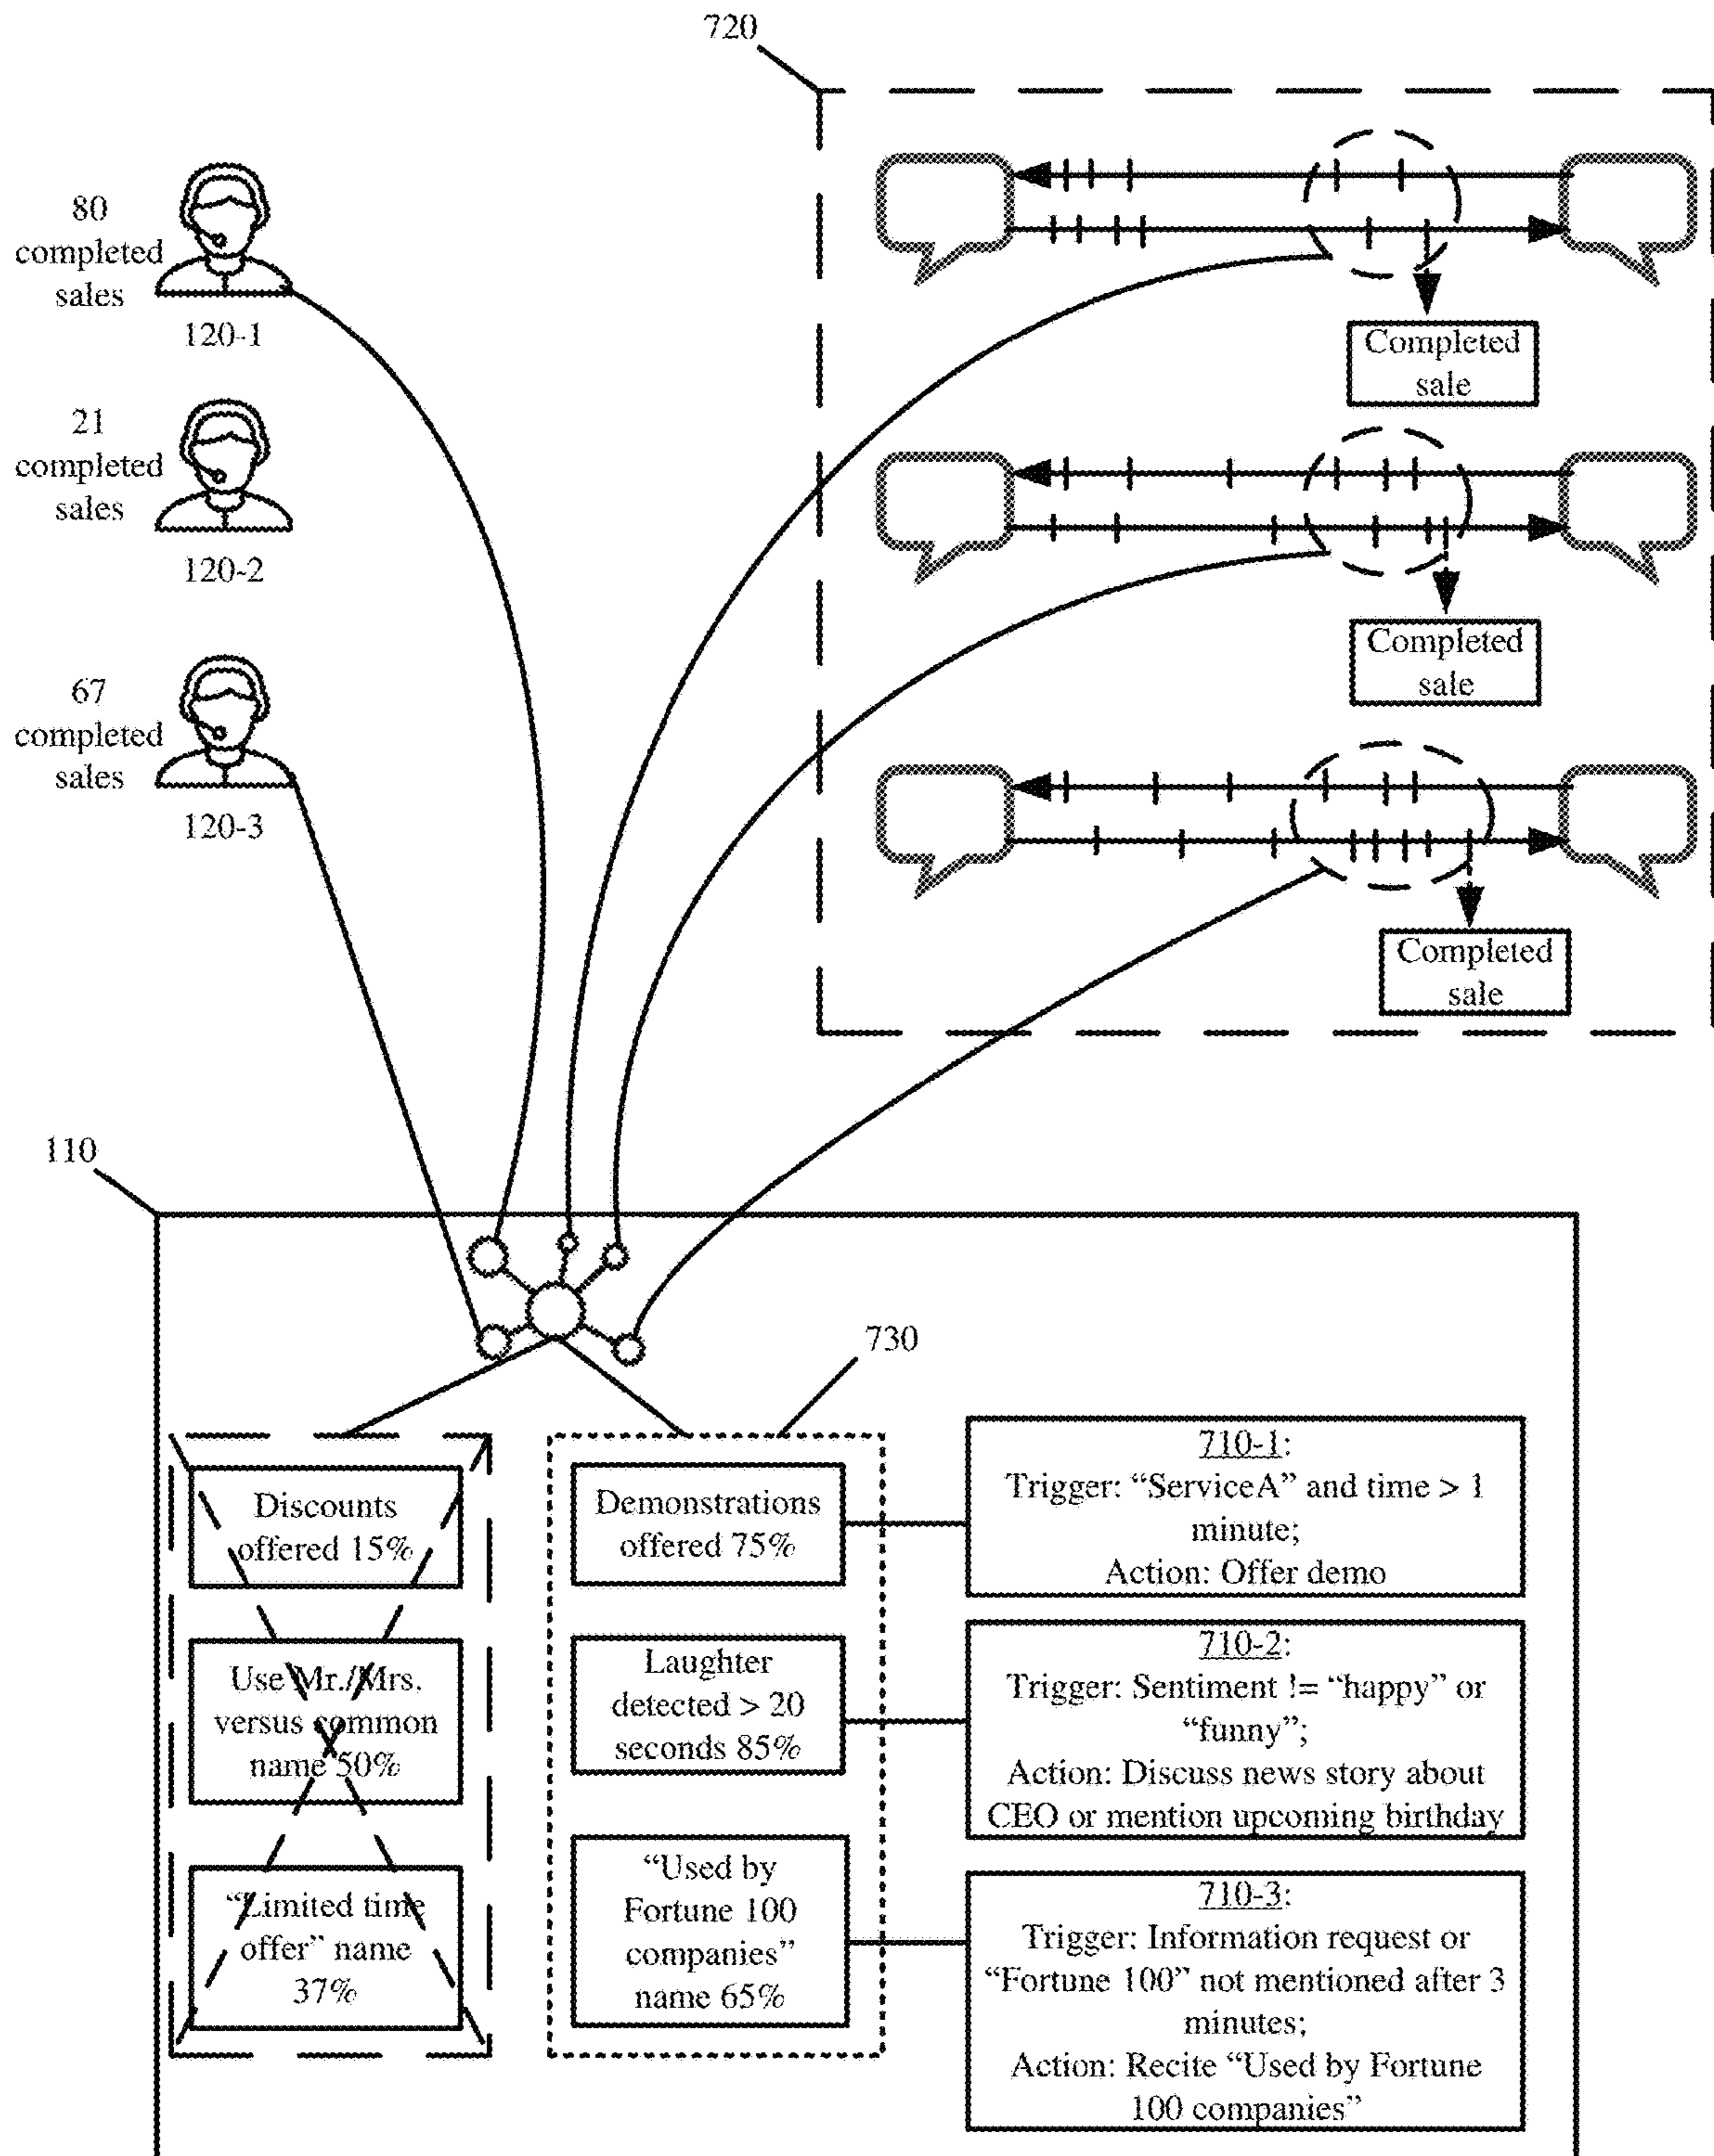 720
80
completed
sales
120-1
21
completed
sales
120-2
67
completed
sales
120-3
Completed
sale
Completed
sale
Completed
sale
110
730
Discounts
offered 15%
Use Mr./Mrs.
versus common
name 50%
“Limited time
offer” name
37%
Demonstrations
offered 75%
Laughter
detected > 20
seconds 85%
“Used by
Fortune 100
companies”
name 65%
710-1:
Trigger: “ServiceA” and time > 1
minute;
Action: Offer demo
710-2:
Trigger: Sentiment != “happy” or
“funny”;
Action: Discuss news story about
CEO or mention upcoming birthday
710-3:
Trigger: Information request or
“Fortune 100” not mentioned after 3
minutes;
Action: Recite “Used by Fortune
100 companies”